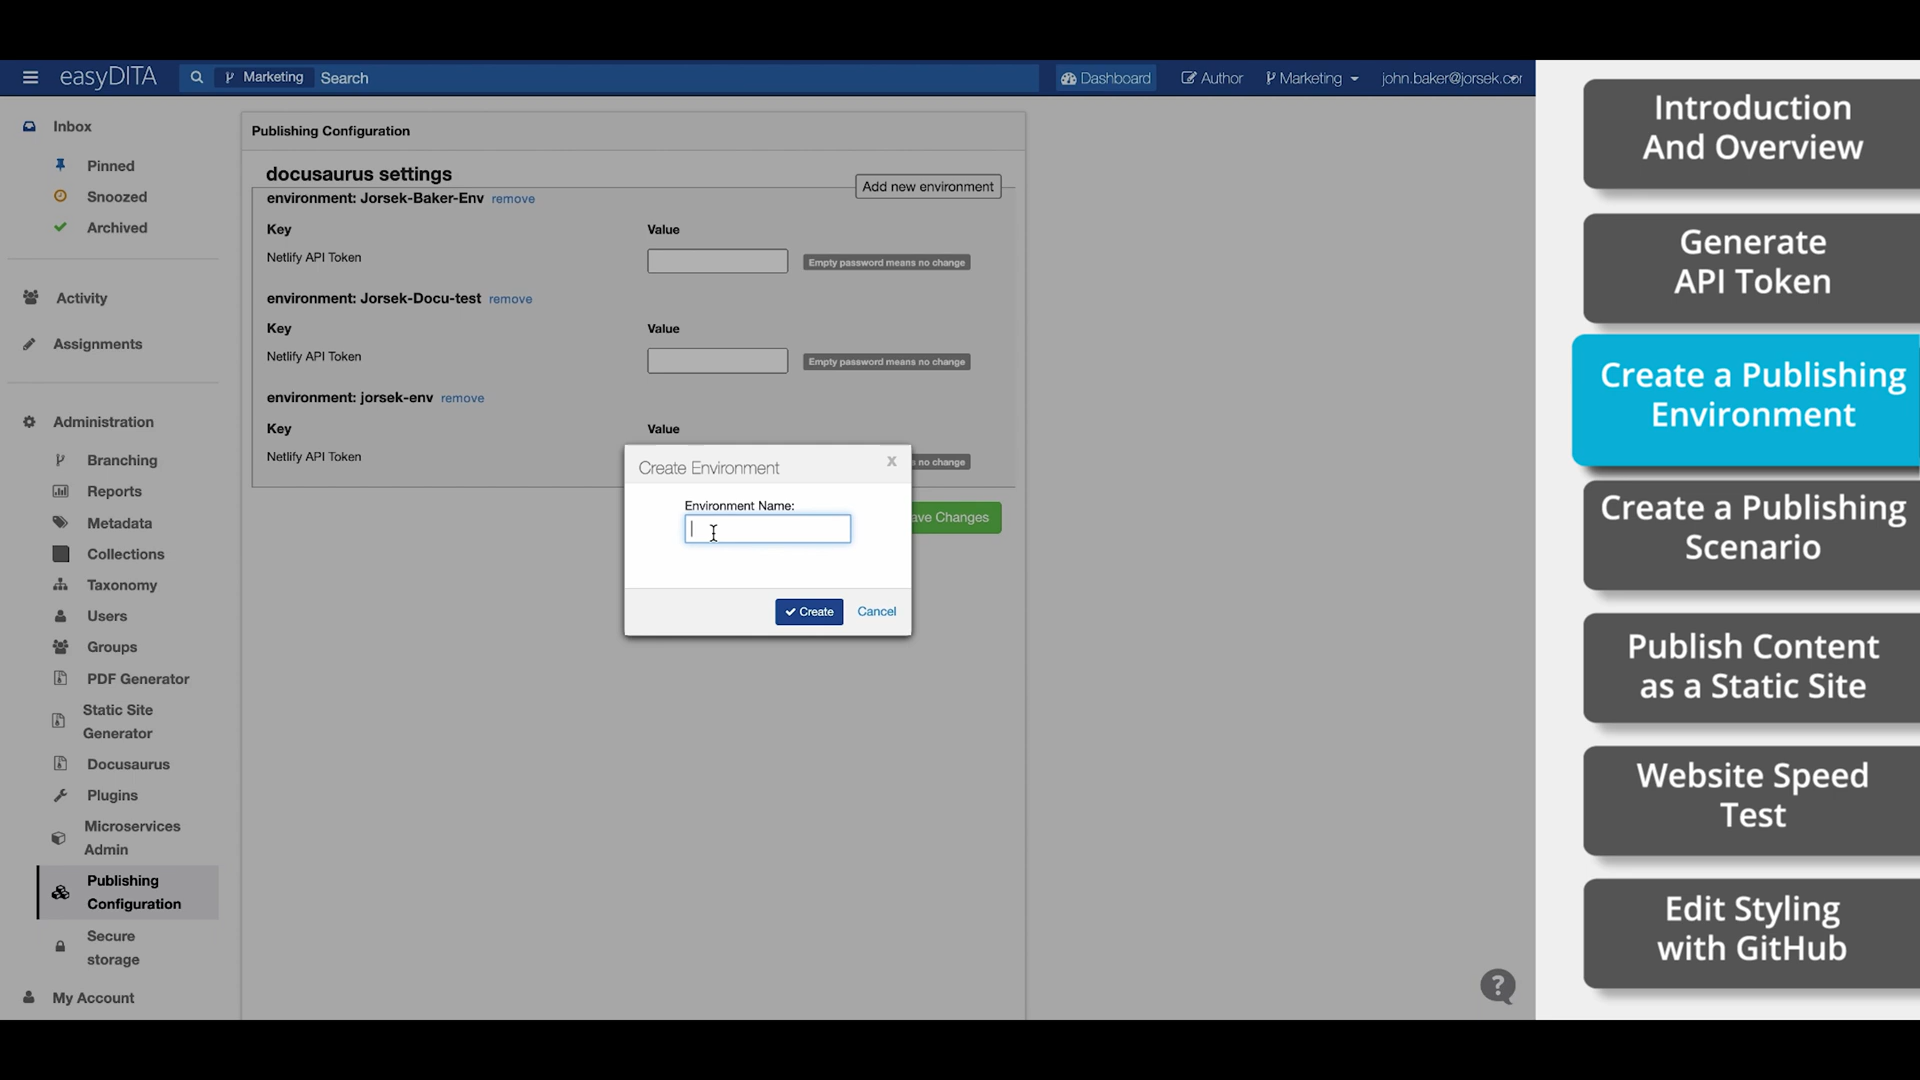 easyDITA
Marketing
Search
Dashboard
Author
Marketing
Inbox
Pinned
Snoozed
Archived
Activity
Assignments
Administration
Branching
Reports
Metadata
Collections
Taxonomy
Users
Groups
PDF Generator
Static Site
Generator
Docusaurus
Plugins
Microservices
Admin
Publishing
Configuration
Secure
storage
My Account
Publishing Configuration
docusaurus settings
Add new environment
environment: Jorsek-Baker-Env remove
Key Value
Netlify API Token Empty password means no change
environment: Jorsek-Docu-test remove
Key Value
Netlify API Token Empty password means no change
environment: jorsek-env remove
Key Value
Netlify API Token no change
Changes
Create Environment X
Environment Name:
Create Cancel
?
Introduction
And Overview
Generate
API Token
Create a Publishing
Environment
Create a Publishing
Scenario
Publish Content
as a Static Site
Website Speed
Test
Edit Styling
with GitHub